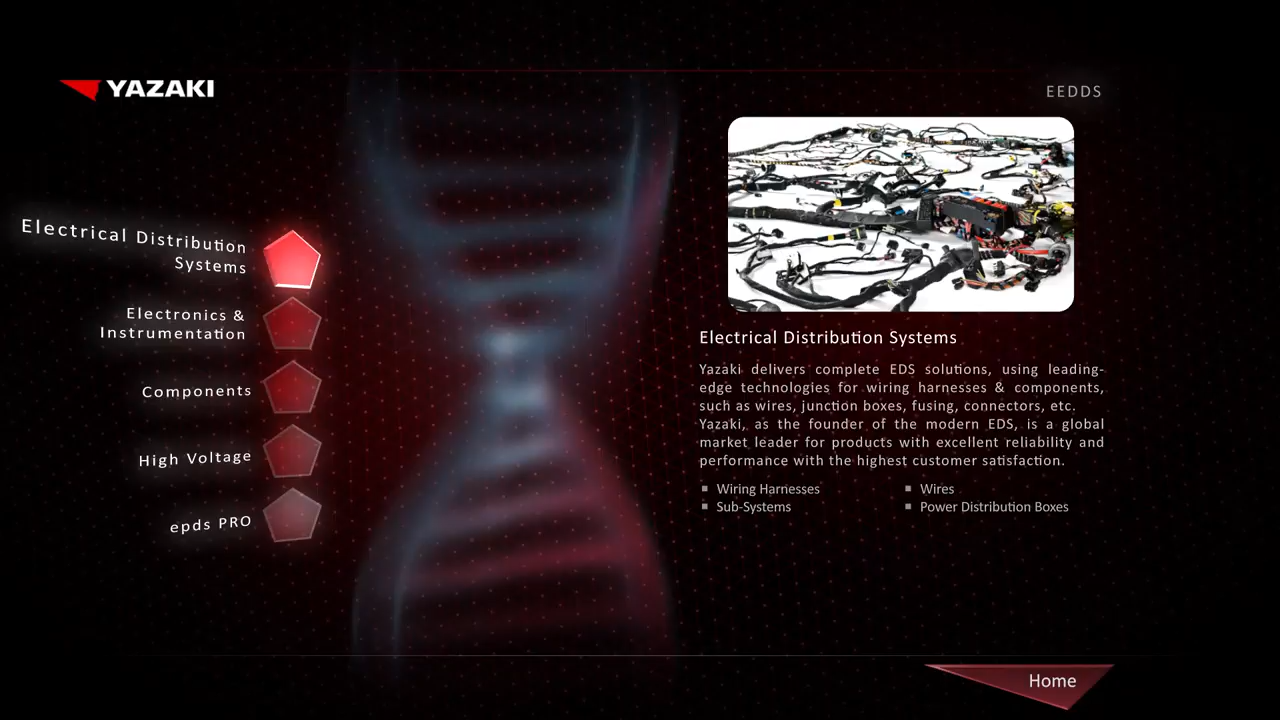 YAZAKI
EEDDS
Electrical Distribution
Systems
Electronics &
Instrumentation
Components
High Voltage
epds PRO
Electrical Distribution Systems
Yazaki delivers complete EDS solutions, using leading-
edge technologies for wiring harnesses & components,
such as wires, junction boxes, fusing, connectors, etc.
Yazaki, as the founder of the modern EDS, is a global
market leader for products with excellent reliability and
performance with the highest customer satisfaction.
▪ Wiring Harnesses
▪ Sub-Systems
▪ Wires
▪ Power Distribution Boxes
Home